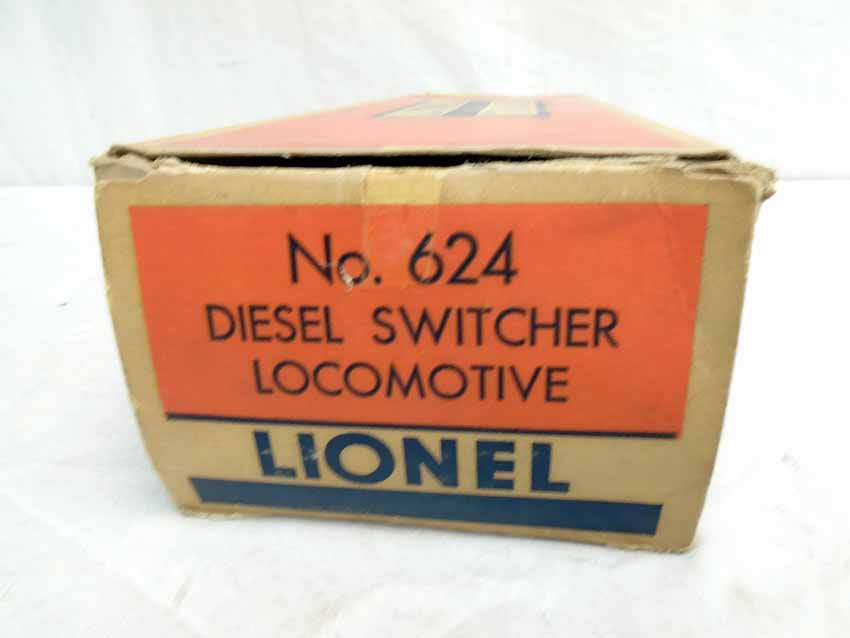 No. 624
DIESEL SWITCHER
LOCOMOTIVE
LIONEL